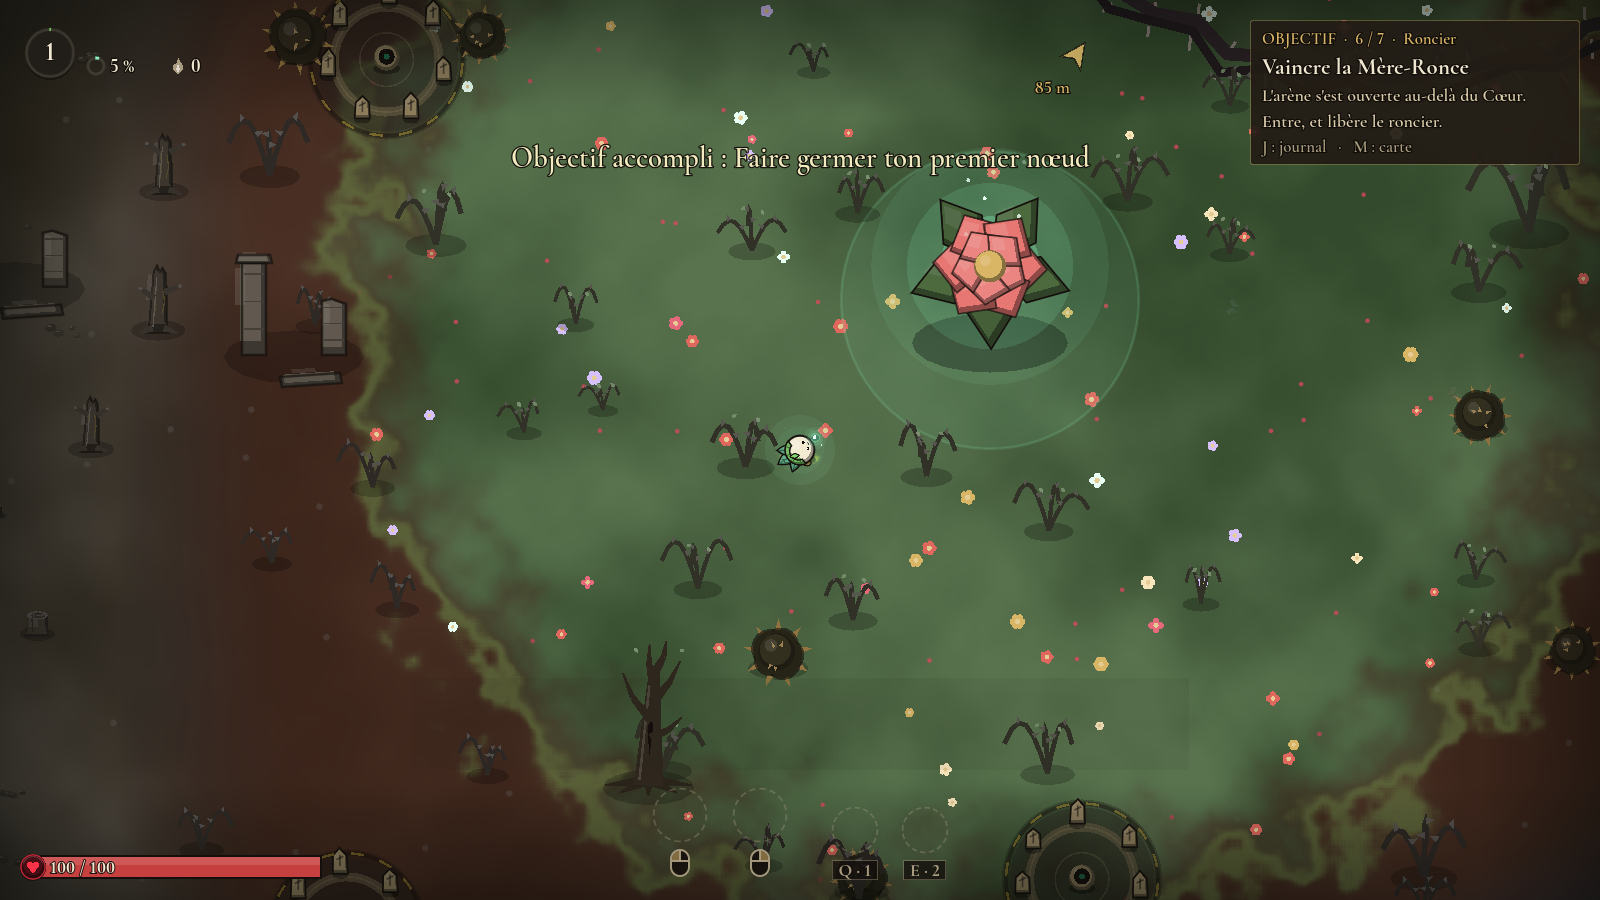 1
5 %
0
85 m
OBJECTIF · 6 / 7 · Roncier
Vaincre la Mère-Ronce
L'arène s'est ouverte au-delà du Cœur.
Entre, et libère le roncier.
J : journal · M : carte
Objectif accompli : Faire germer ton premier nœud
100 / 100
Q · 1
E · 2